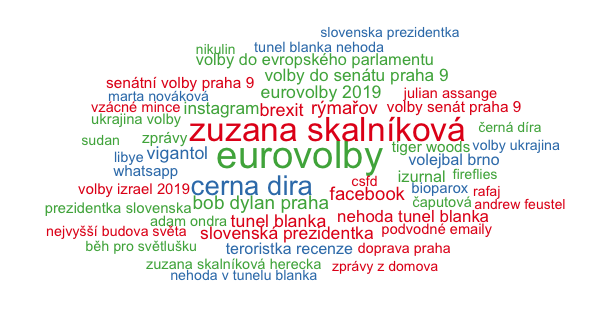 slovenska prezidentka
nikulin
tunel blanka nehoda
volby do evropského parlamentu
volby do senátu praha 9
senátní volby praha 9
eurovolby 2019
julian assange
marta nováková
vzácné mince
instagram
brexit
rýmařov
volby senát praha 9
ukrajina volby
zuzana skalníková
černá díra
sudan
zprávy
tiger woods
volby ukrajina
libye
vigantol
eurovolby
volejbal brno
whatsapp
izurnal
fireflies
csfd
volby izrael 2019
cerna dira
facebook
bioparox
rafaj
prezidentka slovenska
bob dylan praha
čaputová
andrew feustel
adam ondra
tunel blanka
nehoda tunel blanka
nejvyšší budova světa
slovenská prezidentka
podvodné emaily
běh pro světlušku
teroristka recenze
doprava praha
zuzana skalníková herecka
zprávy z domova
nehoda v tunelu blanka